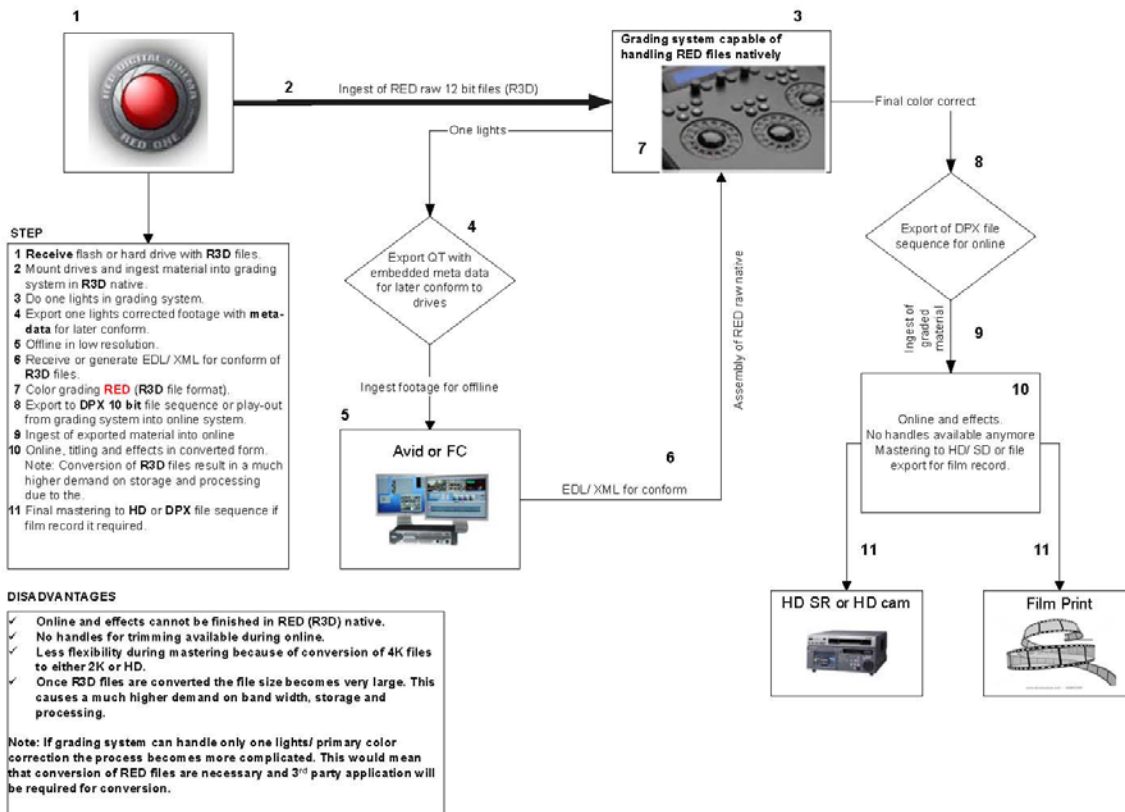 1
3
RED DIGITAL CINEMA
RED ONE
2
Ingest of RED raw 12 bit files (R3D)
Grading system capable of
handling RED files natively
7
Final color correct
One lights
8
Export of DPX file
sequence for online
4
Export QT with
embedded meta data
for later conform to
drives
Assembly of RED raw native
Ingest of
graded
material
9
STEP
1 Receive flash or hard drive with R3D files.
2 Mount drives and ingest material into grading
system in R3D native.
3 Do one lights in grading system.
4 Export one lights corrected footage with meta-
data for later conform.
5 Offline in low resolution.
6 Receive or generate EDL/ XML for conform of
R3D files.
7 Color grading RED (R3D file format).
8 Export to DPX 10 bit file sequence or play-out
from grading system into online system.
9 Ingest of exported material into online
10 Online, titling and effects in converted form.
Note: Conversion of R3D files result in a much
higher demand on storage and processing
due to the.
11 Final mastering to HD or DPX file sequence if
film record it required.
Ingest footage for offline
5
Avid or FC
6
EDL/ XML for conform
10
Online and effects.
No handles available anymore
Mastering to HD/ SD or file
export for film record.
11
11
HD SR or HD cam
Film Print
DISADVANTAGES
✓ Online and effects cannot be finished in RED (R3D) native.
✓ No handles for trimming available during online.
✓ Less flexibility during mastering because of conversion of 4K files
to either 2K or HD.
✓ Once R3D files are converted the file size becomes very large. This
causes a much higher demand on band width, storage and
processing.
Note: If grading system can handle only one lights/ primary color
correction the process becomes more complicated. This would mean
that conversion of RED files are necessary and 3rd party application will
be required for conversion.